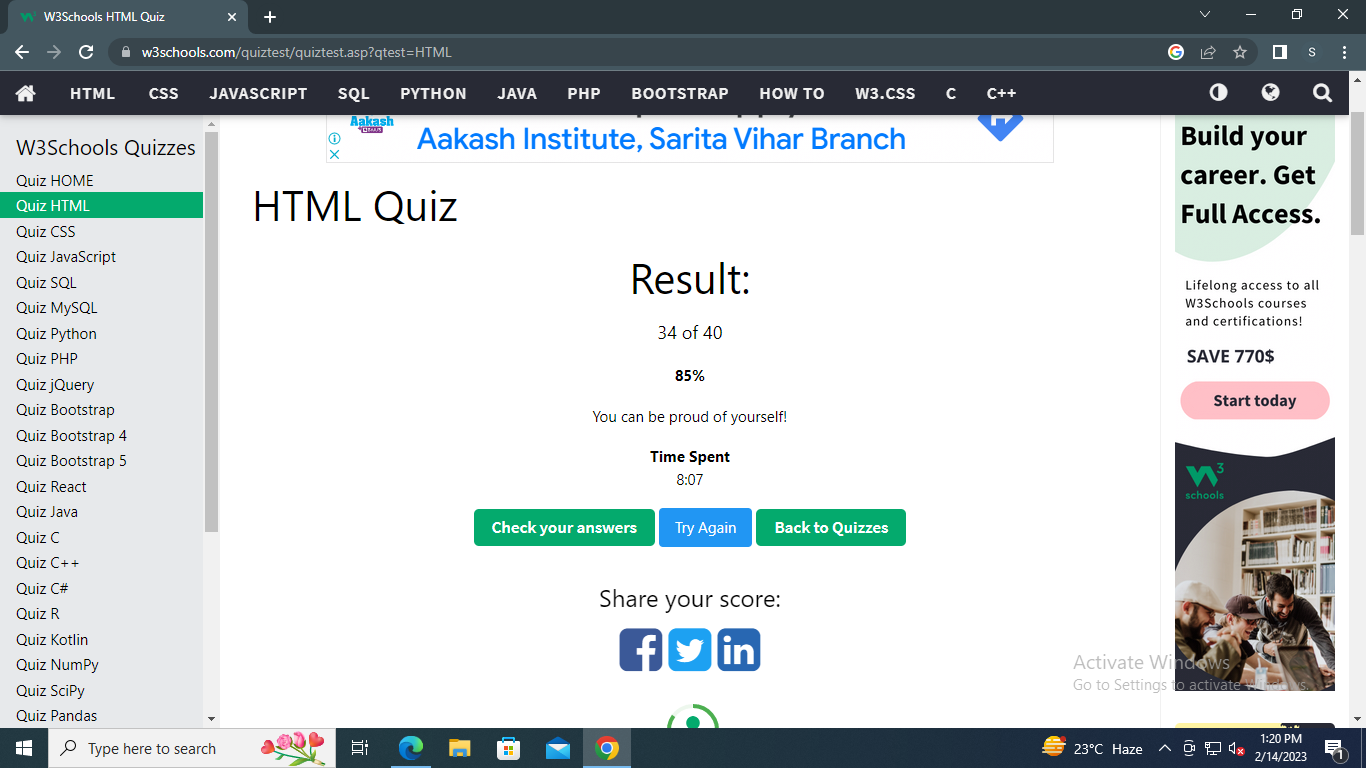 W3Schools HTML Quiz
w3schools.com/quiztest/quiztest.asp?qtest=HTML
S
HTML CSS JAVASCRIPT SQL PYTHON JAVA PHP BOOTSTRAP HOW TO W3.CSS C C++
W3Schools Quizzes
Quiz HOME
Quiz HTML
Quiz CSS
Quiz JavaScript
Quiz SQL
Quiz MySQL
Quiz Python
Quiz PHP
Quiz jQuery
Quiz Bootstrap
Quiz Bootstrap 4
Quiz Bootstrap 5
Quiz React
Quiz Java
Quiz C
Quiz C++
Quiz C#
Quiz R
Quiz Kotlin
Quiz NumPy
Quiz SciPy
Quiz Pandas
Aakash
Aakash Institute, Sarita Vihar Branch
HTML Quiz
Result:
34 of 40
85%
You can be proud of yourself!
Time Spent
8:07
Check your answers Try Again Back to Quizzes
Share your score:
Build your
career. Get
Full Access.
Lifelong access to all
W3Schools courses
and certifications!
SAVE 770$
Start today
3
schools
Activate Windows
Go to Settings to activate Windows.
Type here to search
23°C Haze
1:20 PM
2/14/2023
1